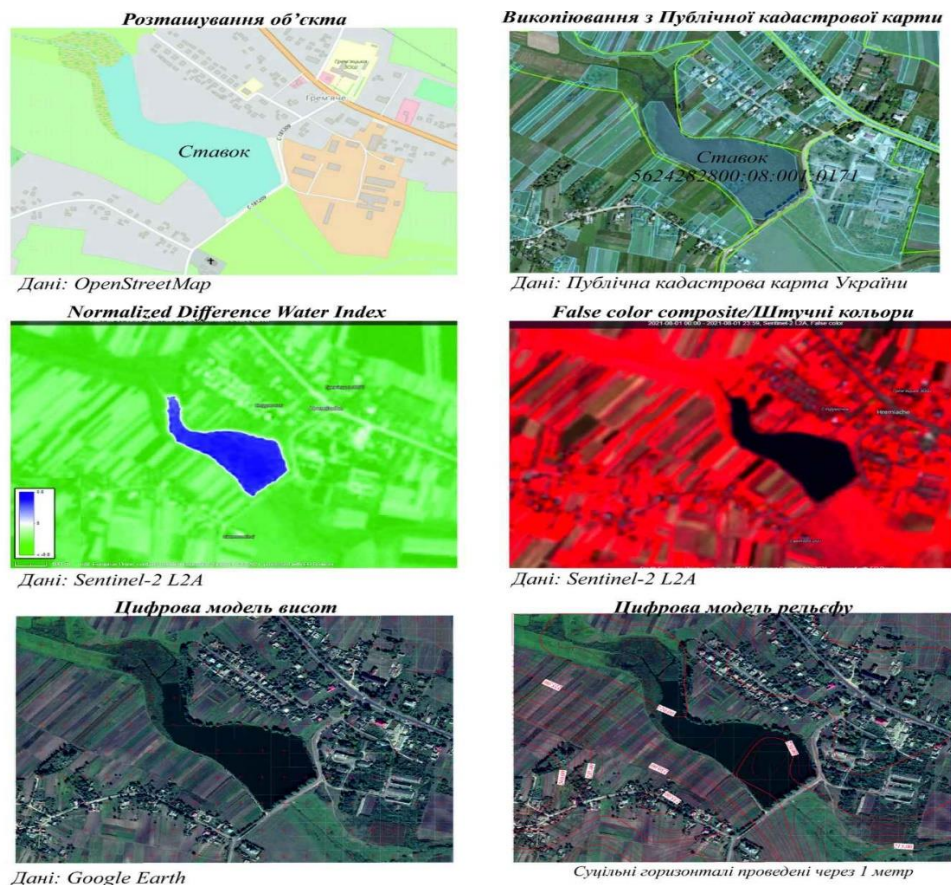 Розташування об’єкта
Викопіювання з Публічної кадастрової карти
Грем'яче
Ставок
Ставок
5624282800:08:001:0171
Дані: OpenStreetMap
Дані: Публічна кадастрова карта України
Normalized Difference Water Index
False color composite/Штучні кольори
2021-08-01 00:00 - 2021-08-01 23:59, Sentinel-2 L2A, False color
Дані: Sentinel-2 L2A
Дані: Sentinel-2 L2A
Цифрова модель висот
Цифрова модель рельєфу
Дані: Google Earth
Суцільні горизонталі проведені через 1 метр